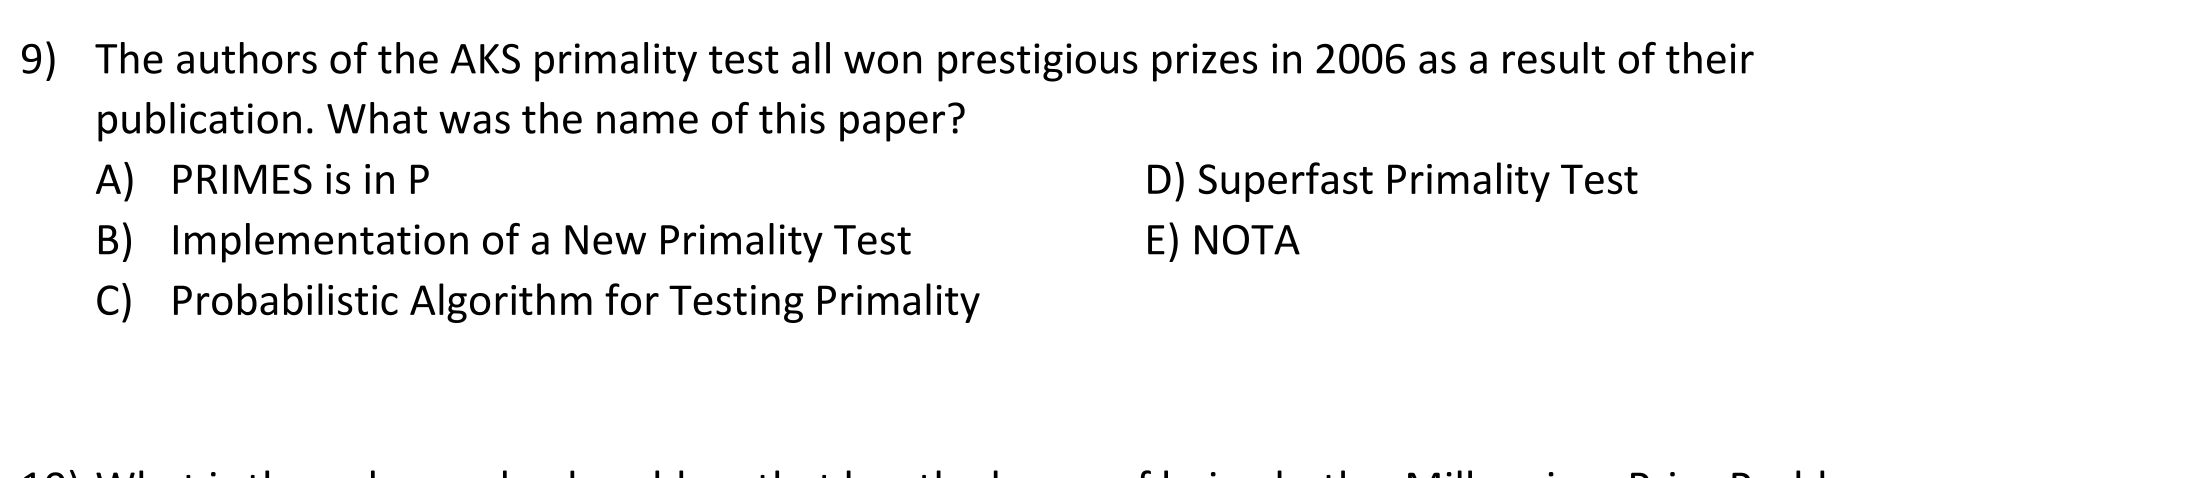 9) The authors of the AKS primality test all won prestigious prizes in 2006 as a result of their
publication. What was the name of this paper?
A) PRIMES is in P
D) Superfast Primality Test
B) Implementation of a New Primality Test
E) NOTA
C) Probabilistic Algorithm for Testing Primality